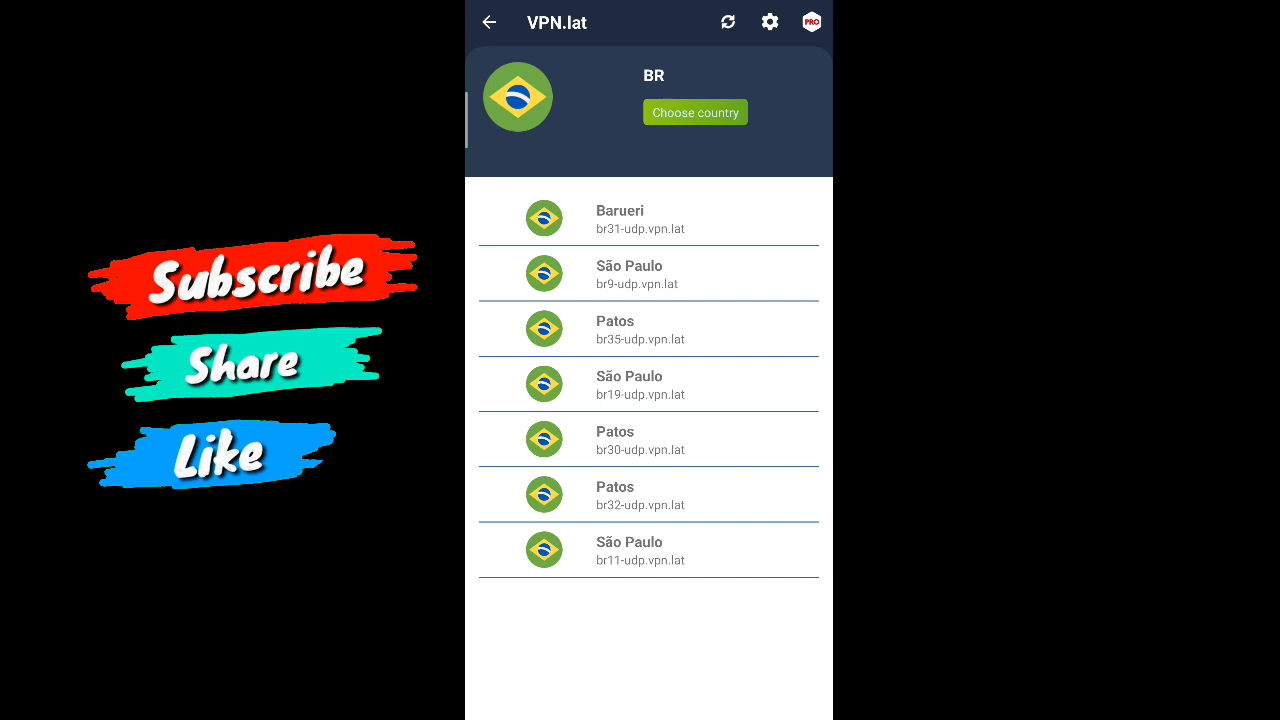 VPN.lat
PRO
BR
Choose country
Barueri
br31-udp.vpn.lat
São Paulo
br9-udp.vpn.lat
Patos
br35-udp.vpn.lat
São Paulo
br19-udp.vpn.lat
Patos
br30-udp.vpn.lat
Patos
br32-udp.vpn.lat
São Paulo
br11-udp.vpn.lat
Subscribe
Share
Like